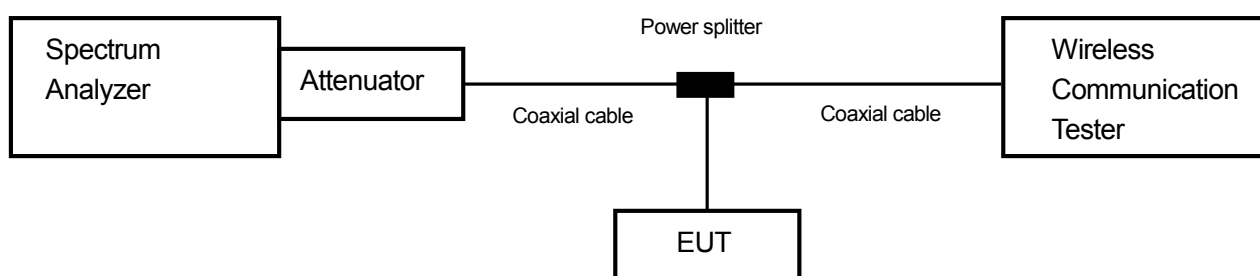 Power splitter
Spectrum
Analyzer
Attenuator
Coaxial cable
Coaxial cable
Wireless
Communication
Tester
EUT